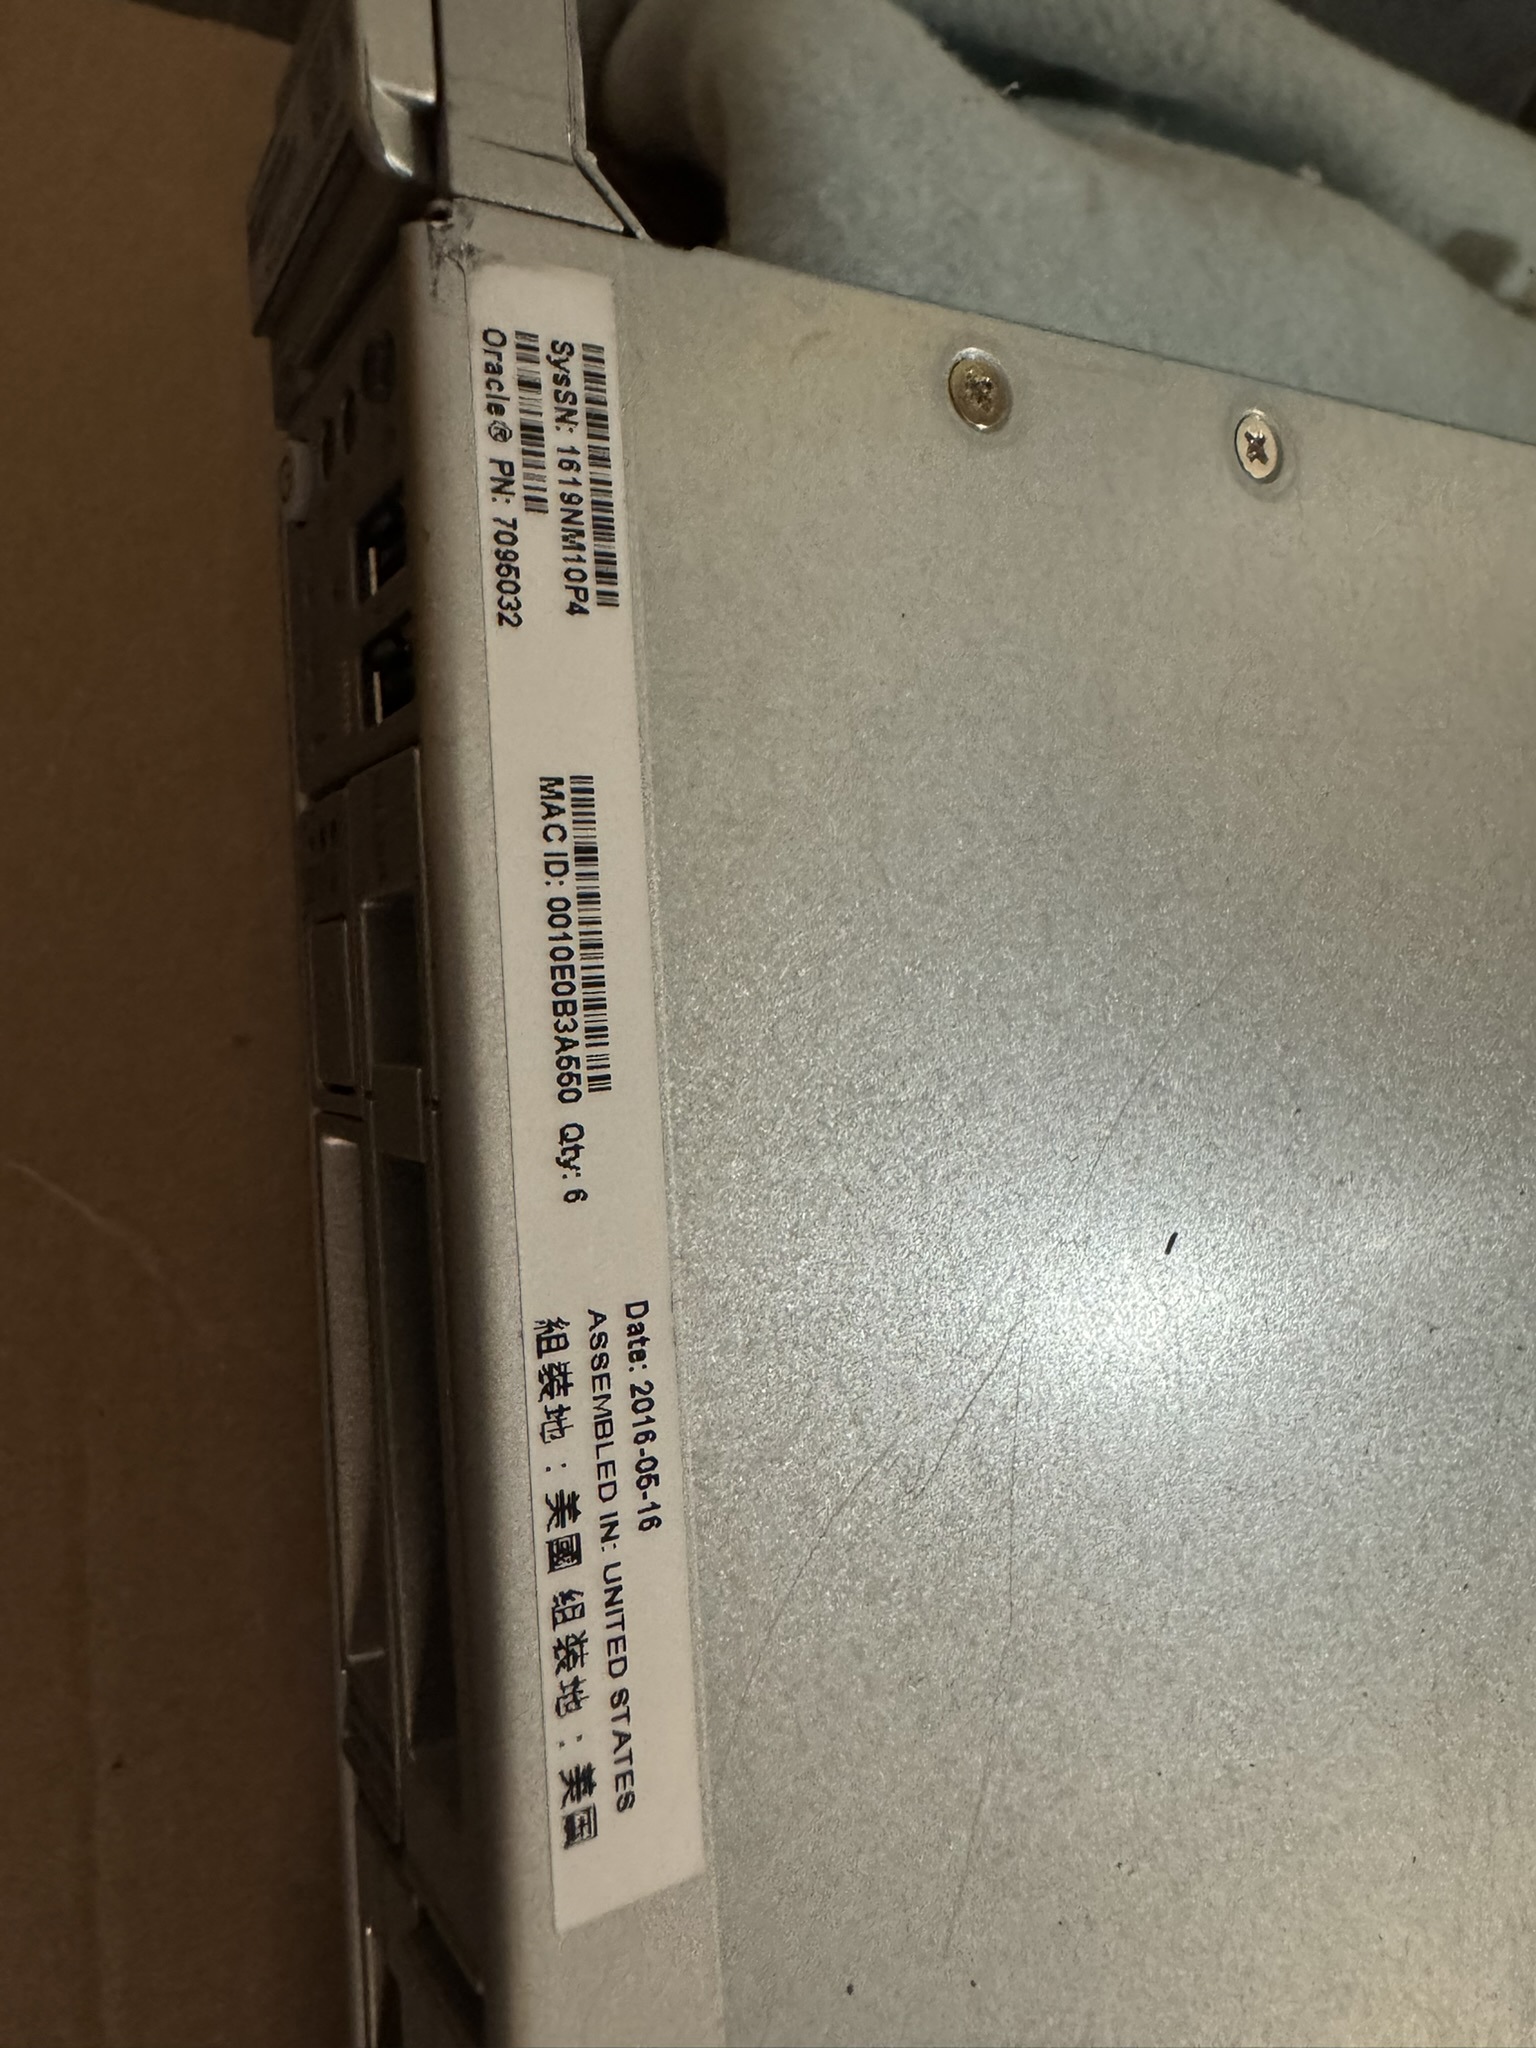 SysSN: 1619NM10P4
Oracle® PN: 7095032
MAC ID: 0010E0B3A550 Qty: 6
Date: 2016-05-16
ASSEMBLED IN: UNITED STATES
組裝地 : 美國 组装地 : 美国